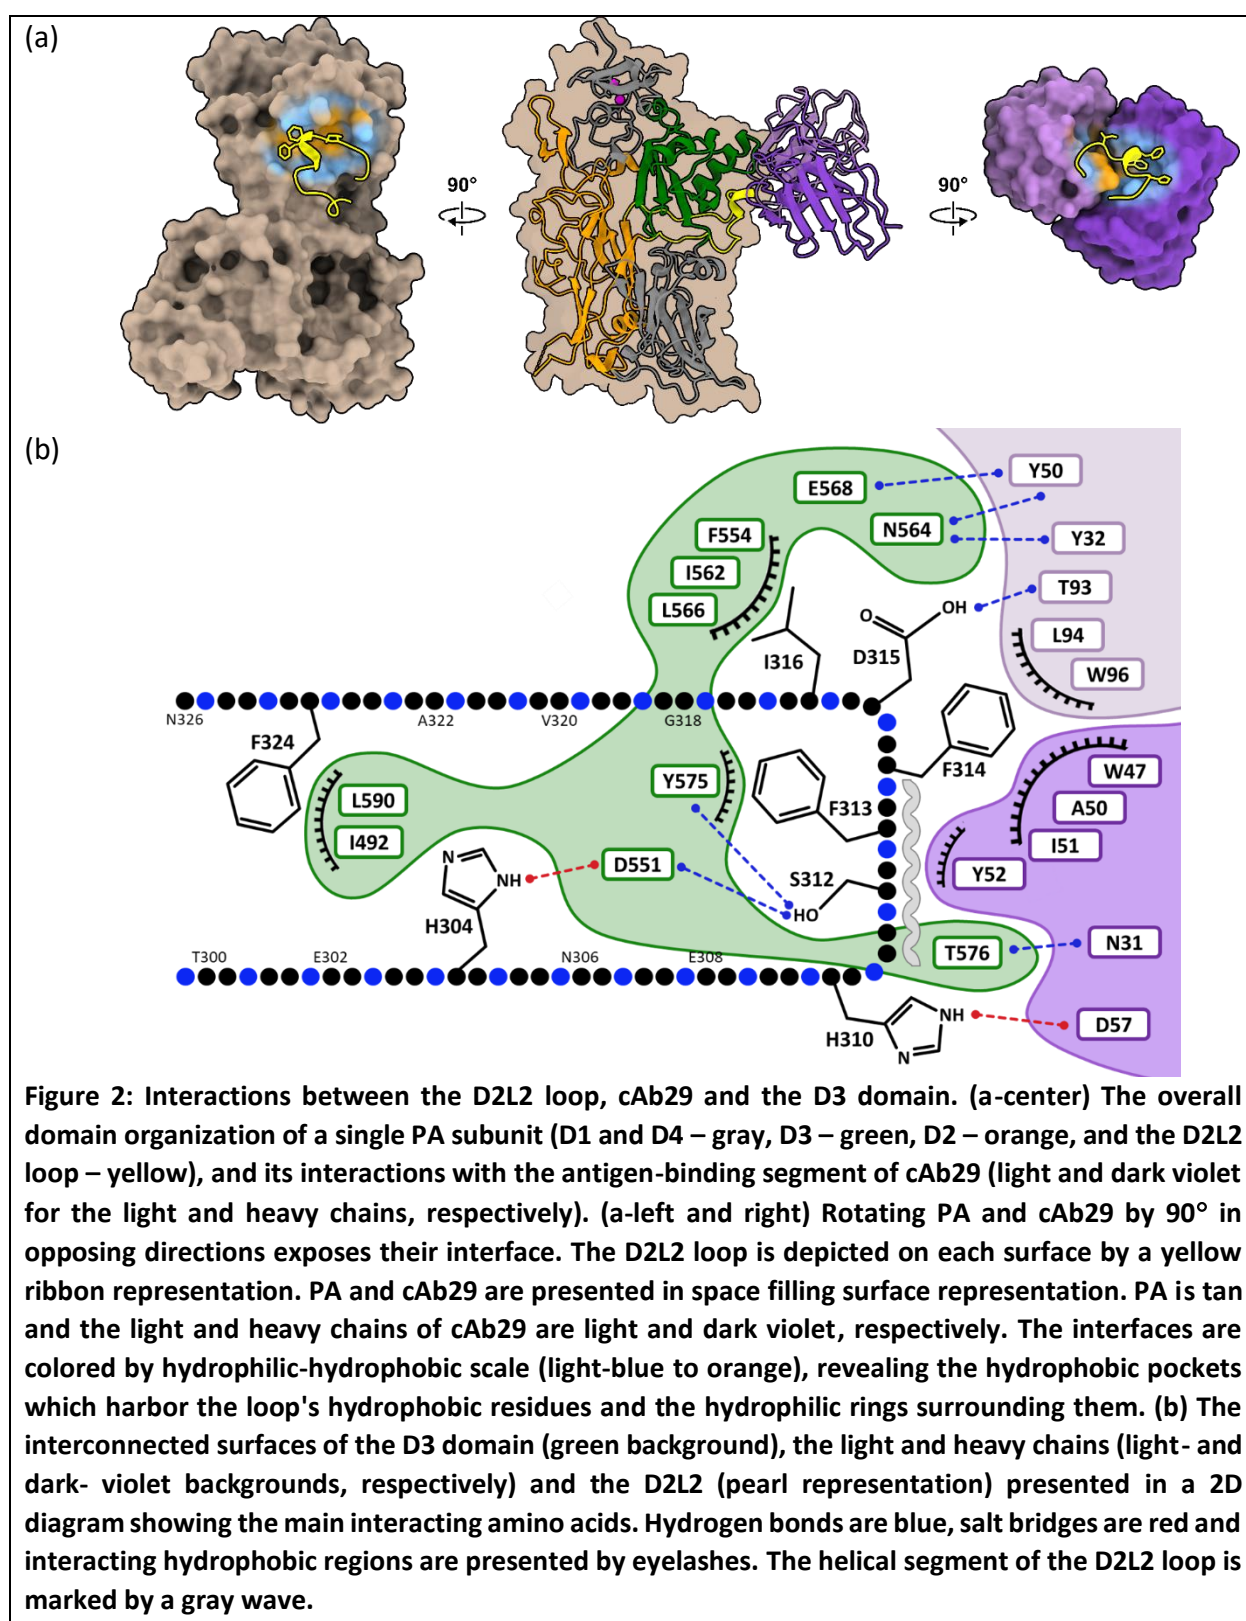 (a)
90°
90°
(b)
E568
Y50
N564
F554
Y32
I562
T93
L566
O
OH
L94
I316
D315
W96
N326
A322
V320
G318
F324
F314
W47
Y575
L590
F313
A50
I492
I51
N
D551
S312
Y52
NH
HO
H304
T300
E302
N306
E308
T576
N31
NH
D57
H310
N
Figure 2: Interactions between the D2L2 loop, cAb29 and the D3 domain. (a-center) The overall
domain organization of a single PA subunit (D1 and D4 – gray, D3 – green, D2 – orange, and the D2L2
loop – yellow), and its interactions with the antigen-binding segment of cAb29 (light and dark violet
for the light and heavy chains, respectively). (a-left and right) Rotating PA and cAb29 by 90° in
opposing directions exposes their interface. The D2L2 loop is depicted on each surface by a yellow
ribbon representation. PA and cAb29 are presented in space filling surface representation. PA is tan
and the light and heavy chains of cAb29 are light and dark violet, respectively. The interfaces are
colored by hydrophilic-hydrophobic scale (light-blue to orange), revealing the hydrophobic pockets
which harbor the loop's hydrophobic residues and the hydrophilic rings surrounding them. (b) The
interconnected surfaces of the D3 domain (green background), the light and heavy chains (light- and
dark- violet backgrounds, respectively) and the D2L2 (pearl representation) presented in a 2D
diagram showing the main interacting amino acids. Hydrogen bonds are blue, salt bridges are red and
interacting hydrophobic regions are presented by eyelashes. The helical segment of the D2L2 loop is
marked by a gray wave.